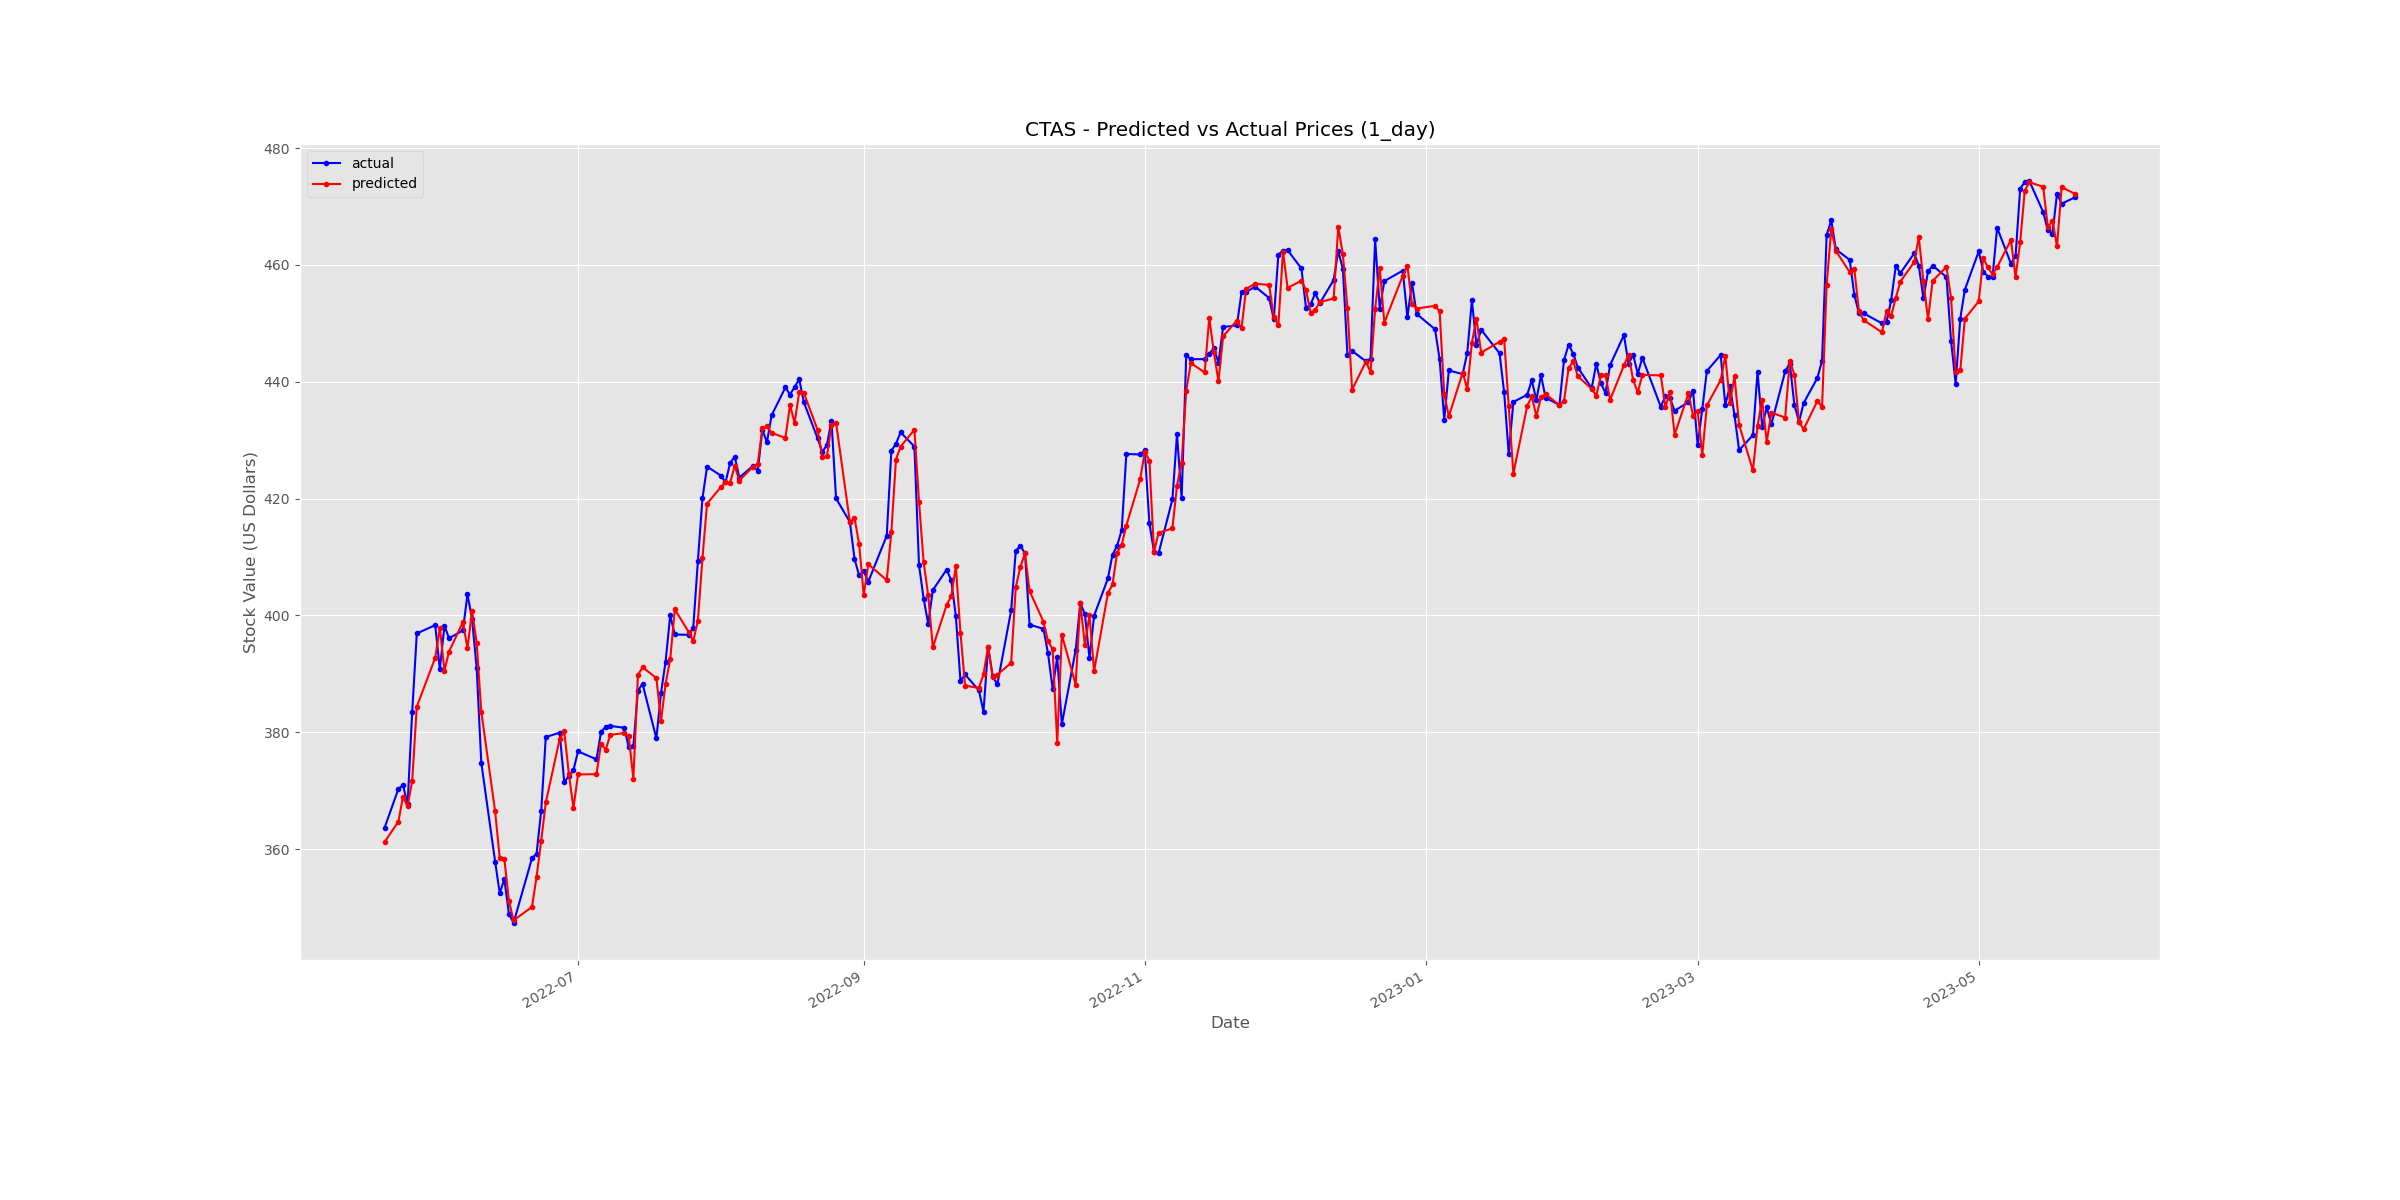 CTAS - Predicted vs Actual Prices (1_day)
actual
predicted
480
460
440
420
400
380
360
Stock Value (US Dollars)
2022-07
2022-09
2022-11
2023-01
2023-03
2023-05
Date